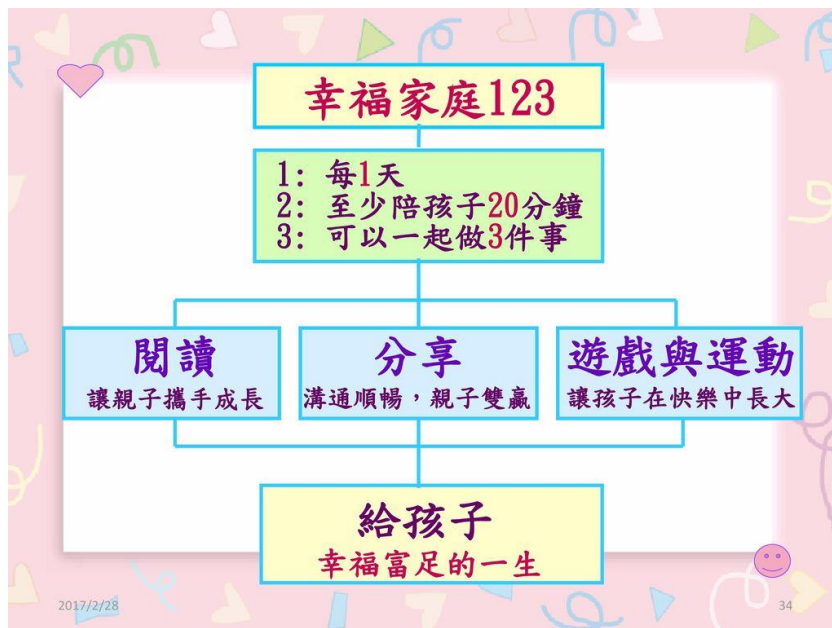 幸福家庭123
1: 每1天
2: 至少陪孩子20分鐘
3: 可以一起做3件事
閱讀
讓親子攜手成長
分享
溝通順暢，親子雙贏
遊戲與運動
讓孩子在快樂中長大
給孩子
幸福富足的一生
2017/2/28
34